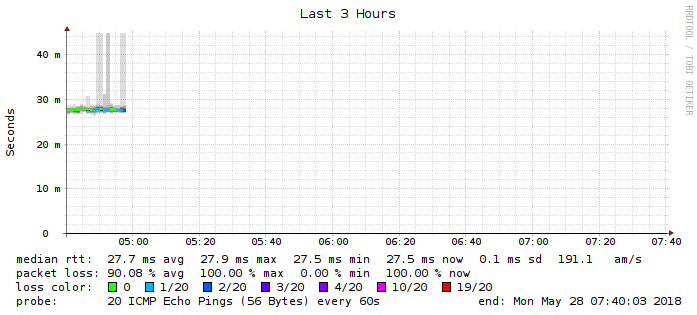 Last 3 Hours
RRDTOOL / TOBI OETIKER
Seconds
40 m
30 m
20 m
10 m
0
05:00 05:20 05:40 06:00 06:20 06:40 07:00 07:20 07:40
median rtt: 27.7 ms avg 27.9 ms max 27.5 ms min 27.5 ms now 0.1 ms sd 191.1 am/s
packet loss: 90.08 % avg 100.00 % max 0.00 % min 100.00 % now
loss color: 0 1/20 2/20 3/20 4/20 10/20 19/20
probe: 20 ICMP Echo Pings (56 Bytes) every 60s end: Mon May 28 07:40:03 2018